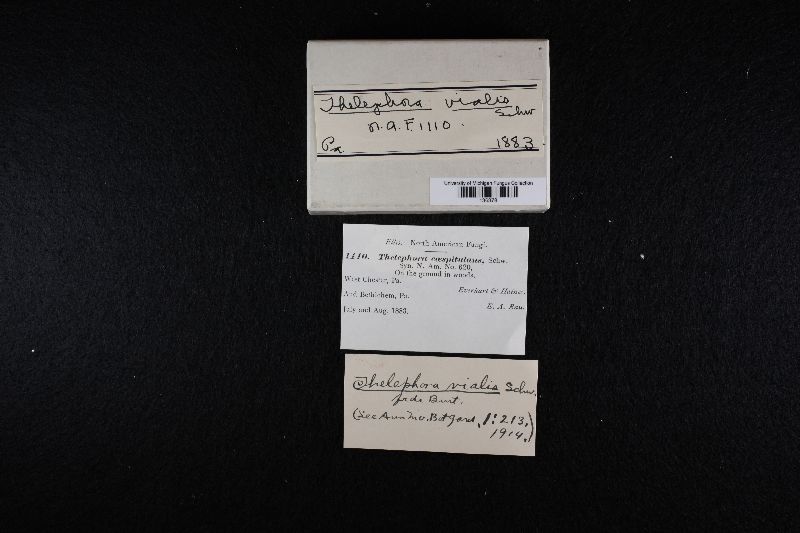 Thelephora vialis
Schw
N.A.F. 1110.
Pa. 1883
University of Michigan Fungus Collection
Ellis. North American Fungi.
1110. Thelephora cæspitulans, Schw.
Syn. N. Am. No. 620,
On the ground in woods,
West Chester, Pa.
Everhart & Haines.
And Bethlehem, Pa.
E. A. Rau.
July and Aug. 1883.
Thelephora vialis Schw.
fide Burt.
(See Ann Mo. Bot Gard. 1:213,
1914.)